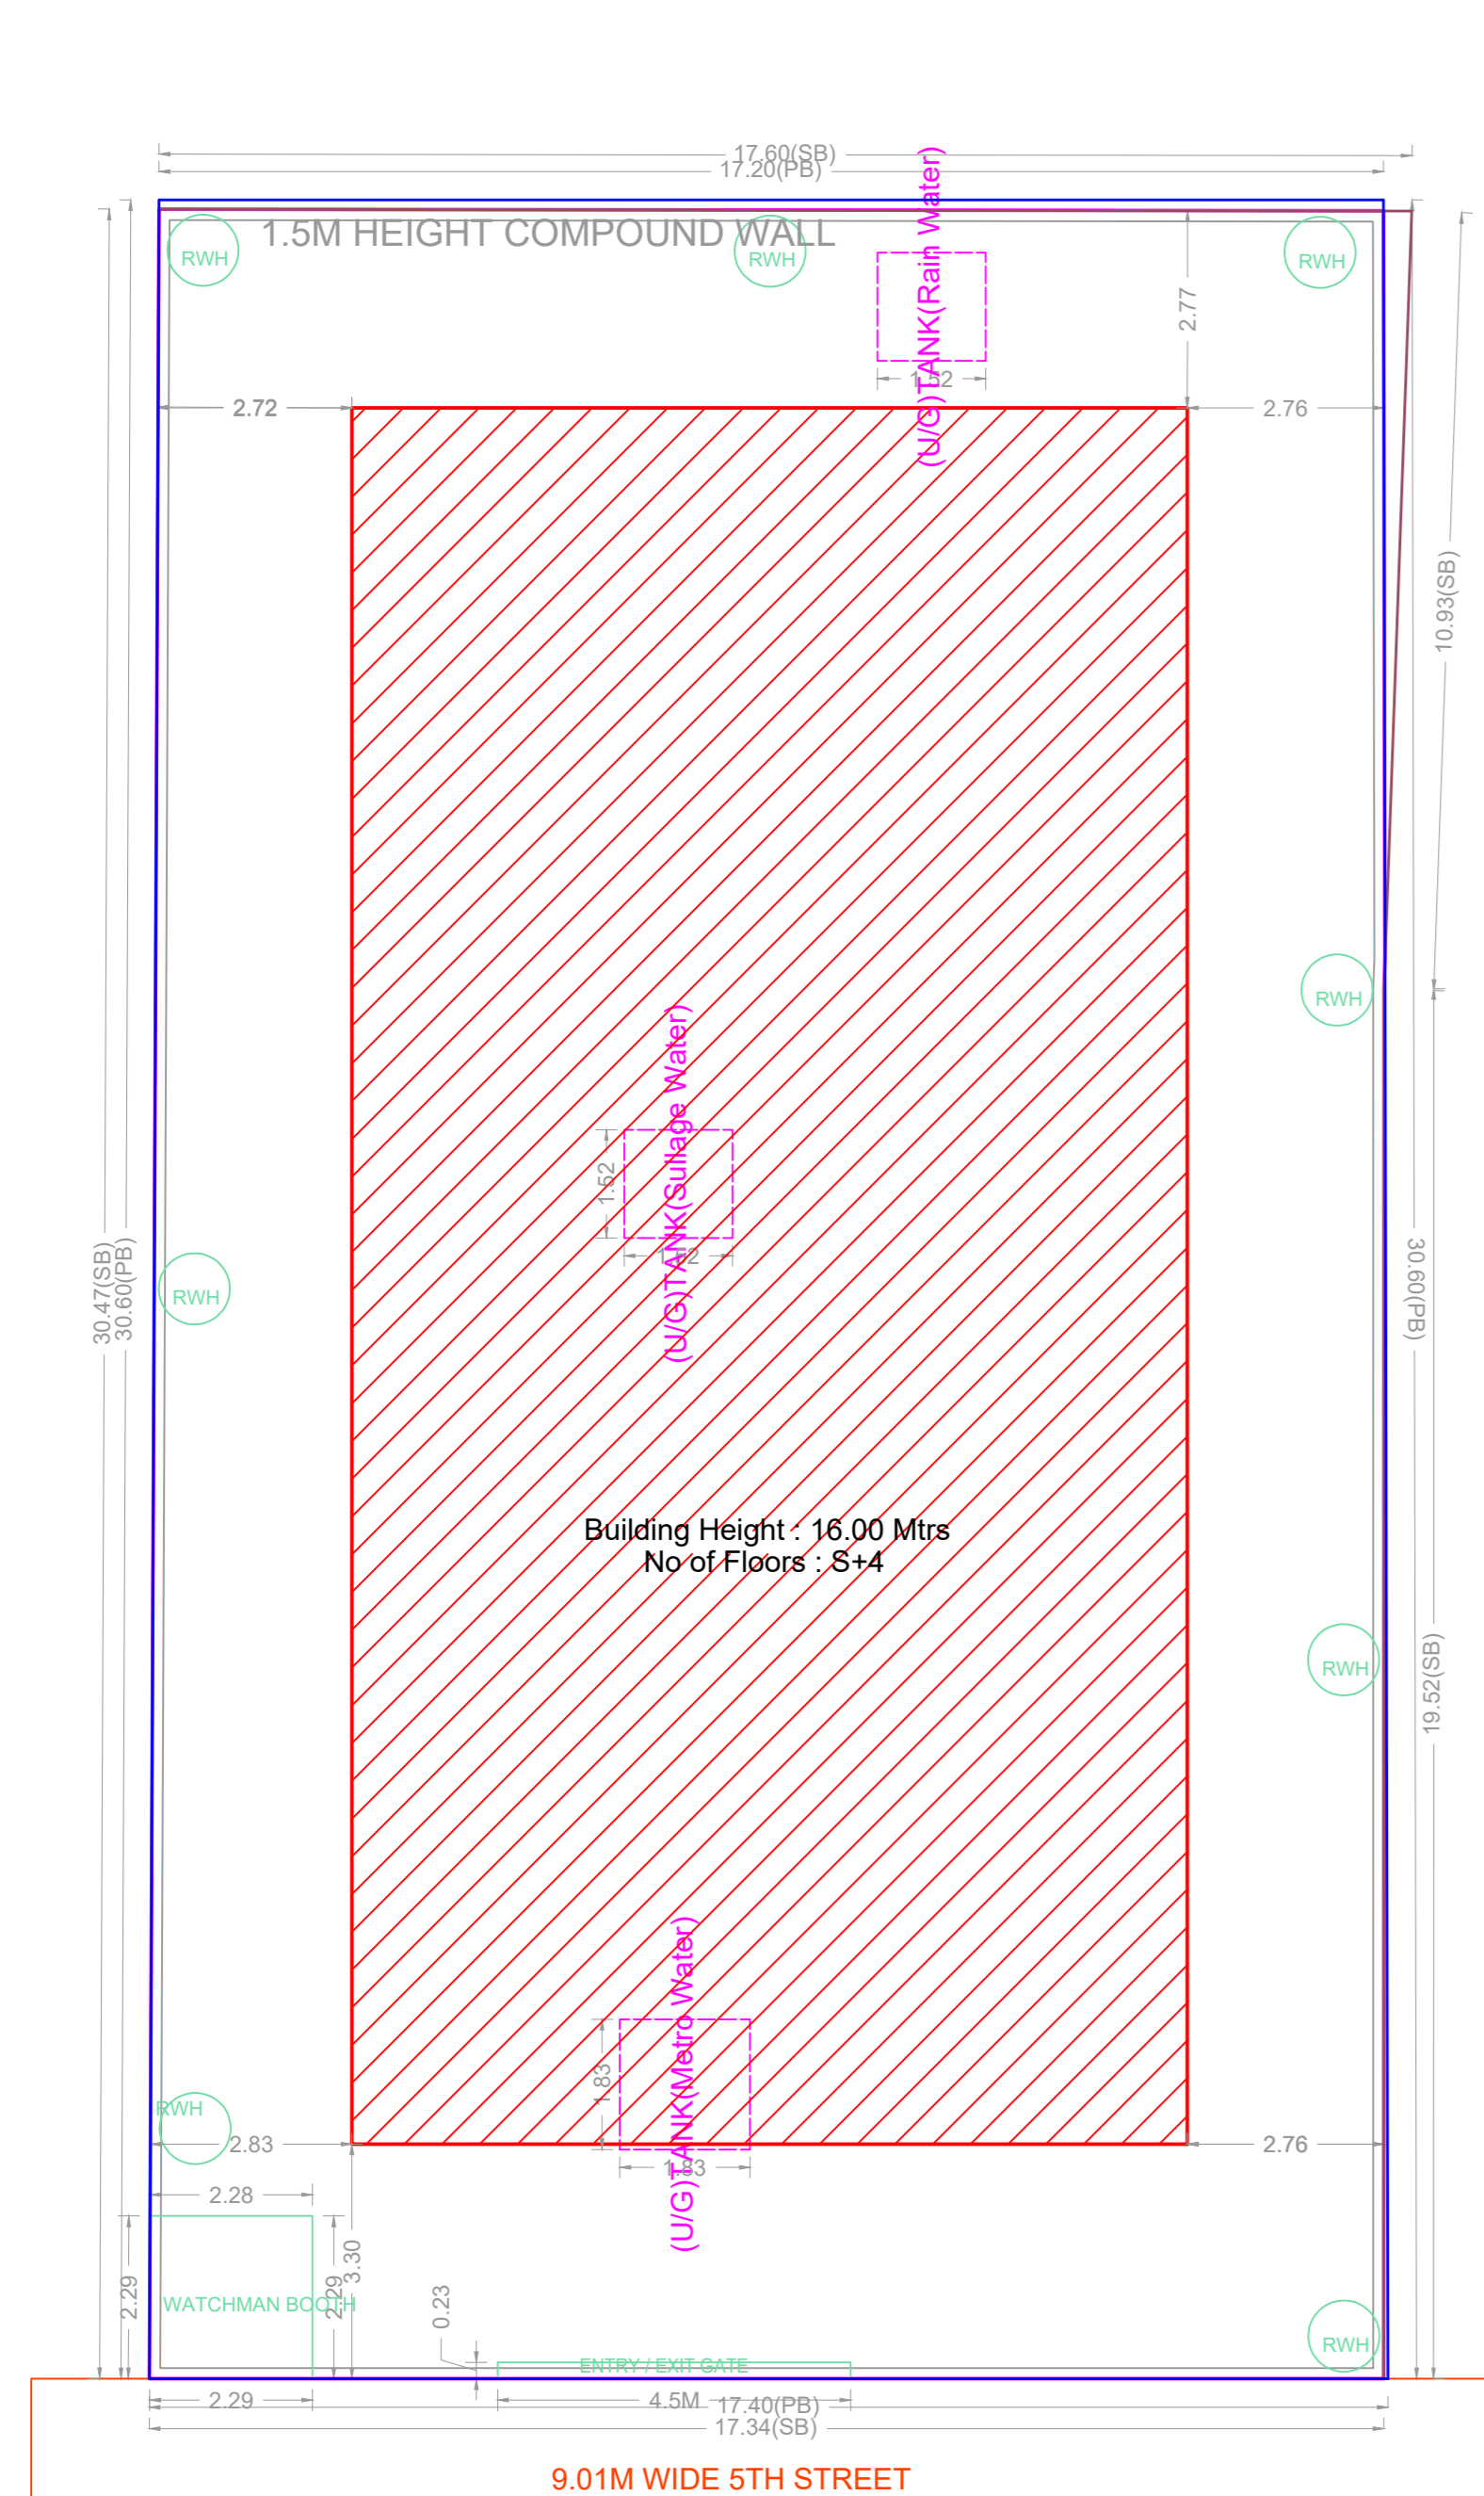 17.60(SB)
17.20(PB)
1.5M HEIGHT COMPOUND WALL
RWH
RWH
RWH
(U/G)TANK(Rain Water)
2.77
1.52
2.72
2.76
10.93(SB)
RWH
(U/G)TANK(Sullage Water)
1.52
1.52
30.47(SB)
30.60(PB)
30.60(PB)
RWH
Building Height : 16.00 Mtrs
No of Floors : S+4
RWH
19.52(SB)
(U/G)TANK(Metro Water)
1.83
1.83
RWH
2.83
2.76
2.28
3.30
2.29
2.29
WATCHMAN BOOTH
0.23
RWH
ENTRY / EXIT GATE
2.29
4.5M
17.40(PB)
17.34(SB)
9.01M WIDE 5TH STREET